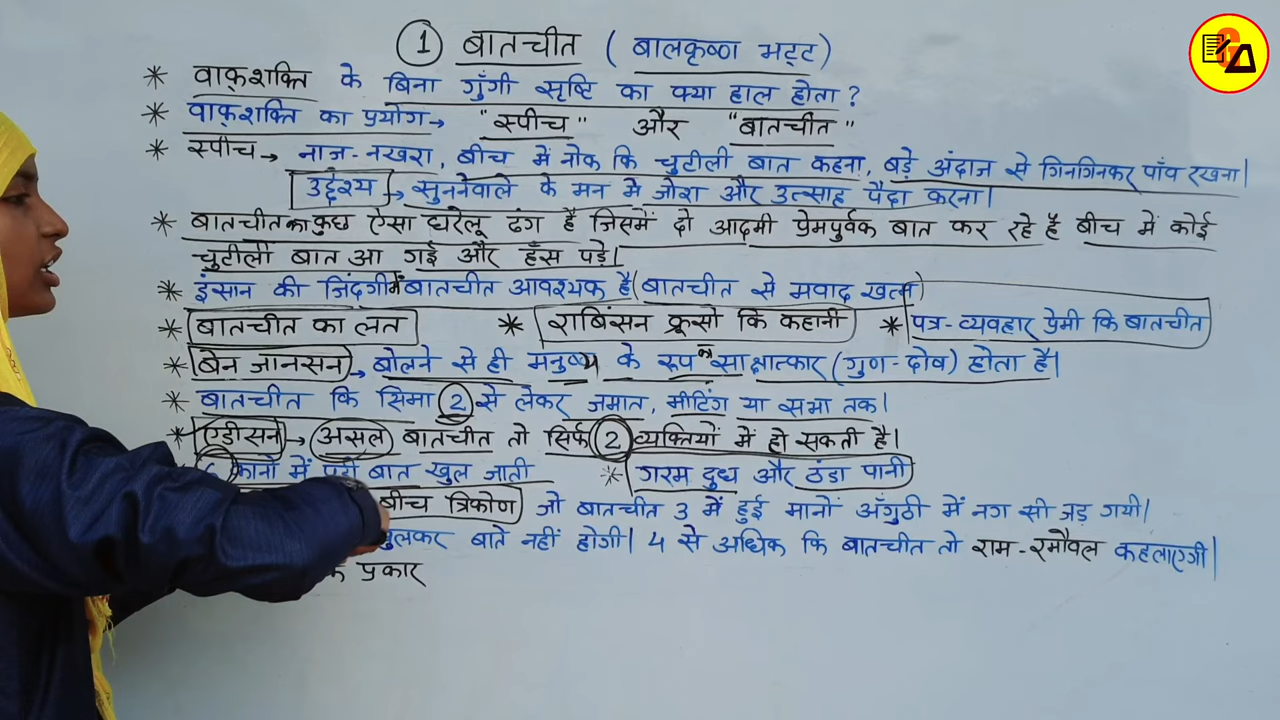 ① बातचीत ( बालकृष्ण भट्ट )
* वाक्‌शक्ति के बिना गुँगी सृष्टि का क्या हाल होता ?
* वाक्‌शक्ति का प्रयोग→ "स्पीच" और "बातचीत"
* स्पीच→ नाज-नखरा, बीच में नोक कि चुटीली बात कहना, बड़े अंदाज से गिनगिनकर पाँव रखना।
उद्देश्य → सुननेवाले के मन में जोश और उत्साह पैदा करना।
* बातचीत का कुछ ऐसा घरेलू ढंग है जिसमें दो आदमी प्रेमपुर्वक बात कर रहे है बीच में कोई
चुटीली बात आ गई और हँस पड़े।
* इंसान की जिंदगी में बातचीत आवश्यक है (बातचीत से मवाद खत्म)
* बातचीत का लत * राबिंसन क्रूसो कि कहानी * पत्र-व्यवहार प्रेमी कि बातचीत
* बेन जानसन → बोलने से ही मनुष्य के रूप का साक्षात्कार (गुण-दोष) होता है।
* बातचीत कि सिमा 2 से लेकर जमात, मीटिंग या सभा तक।
* एडीसन → असल बातचीत तो सिर्फ 2 व्यक्तियों में हो सकती है।
कानों में पड़ी बात खुल जाती * गरम दुध और ठंडा पानी
बीच त्रिकोण जो बातचीत 3 में हुई मानों अँगुठी में नग सी जड़ गयी।
खुलकर बाते नहीं होगी। 4 से अधिक कि बातचीत तो राम-रमौवल कहलाएगी।
प्रकार